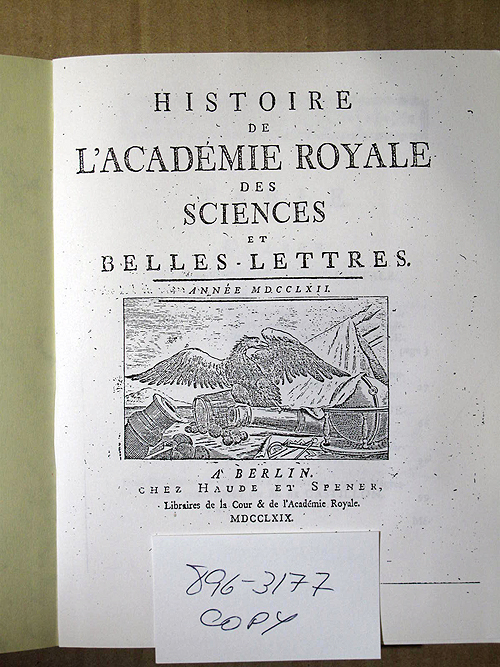 HISTOIRE
DE
L'ACADÉMIE ROYALE
DES
SCIENCES
ET
BELLES-LETTRES.
ANNÉE MDCCLXII.
A BERLIN.
CHEZ HAUDE ET SPENER,
Libraires de la Cour & de l'Académie Royale.
MDCCLXIX.
896-3177
COPY